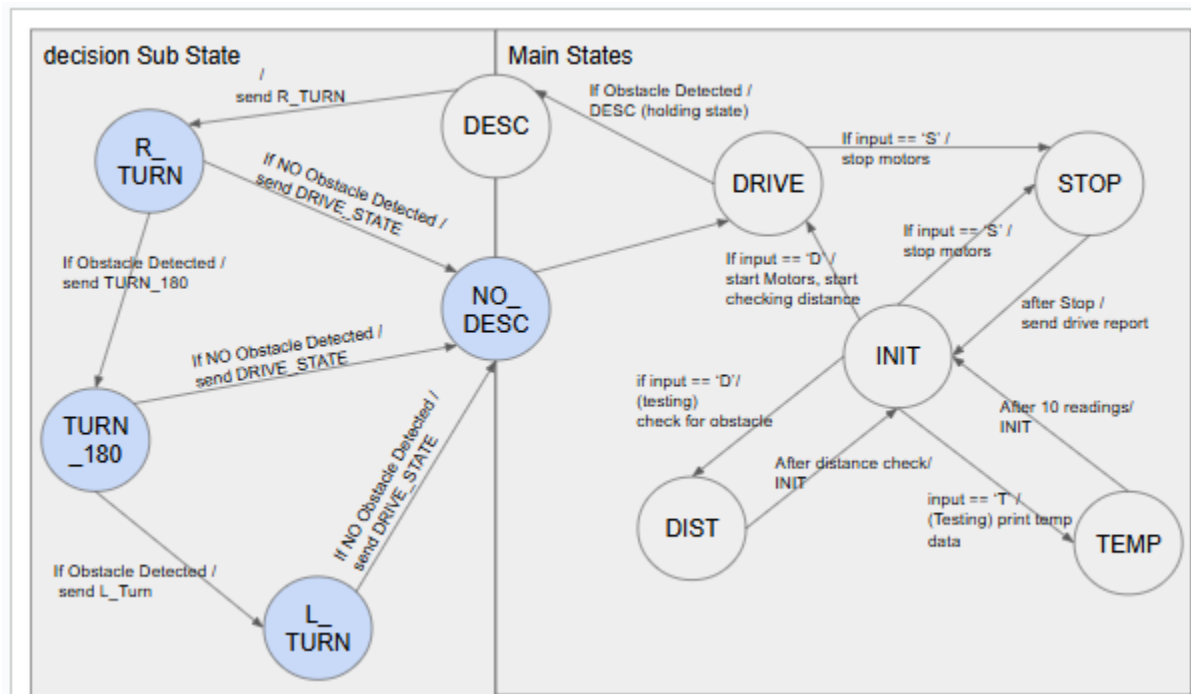 decision Sub State
Main States
/
send R_TURN
DESC
If Obstacle Detected /
DESC (holding state)
R_
TURN
If NO Obstacle Detected /
send DRIVE_STATE
DRIVE
If input == 'S' /
stop motors
STOP
If Obstacle Detected /
send TURN_180
NO_
DESC
If input == 'D' /
start Motors, start
checking distance
If input == 'S' /
stop motors
after Stop /
send drive report
INIT
If NO Obstacle Detected /
send DRIVE_STATE
TURN
_180
if input == 'D'/
(testing)
check for obstacle
After 10 readings/
INIT
If NO Obstacle Detected /
send DRIVE_STATE
After distance check/
INIT
DIST
input == 'T' /
(Testing) print temp
data
TEMP
If Obstacle Detected /
send L_Turn
L_
TURN